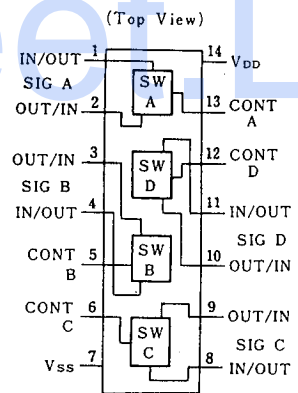 (Top View)
IN/OUT 1
14 VDD
SIG A
SW A
OUT/IN 2
13 CONT A
OUT/IN 3
12 CONT D
SW D
SIG B
IN/OUT 4
11 IN/OUT
SIG D
CONT B 5
SW B
10 OUT/IN
CONT C 6
9 OUT/IN
SW C
SIG C
VSS 7
8 IN/OUT